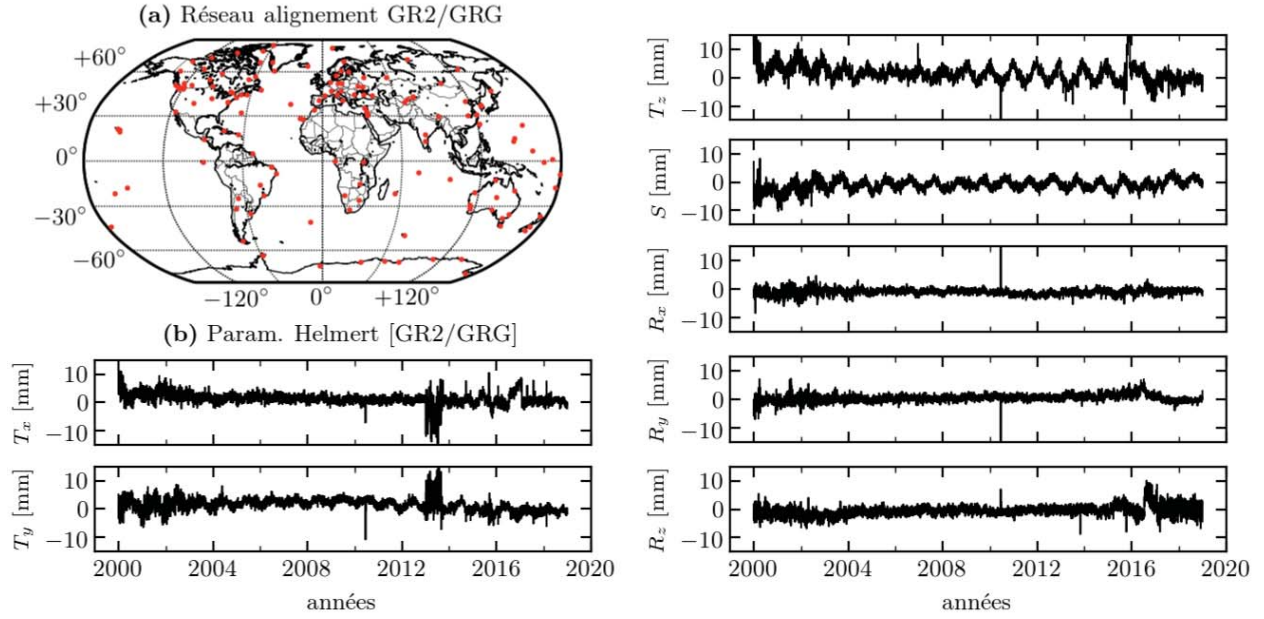 (a) Réseau alignement GR2/GRG
+60°
+30°
0°
−30°
−60°
−120° 0° +120°
(b) Param. Helmert [GR2/GRG]
10
0
−10
Tx [mm]
10
0
−10
Ty [mm]
2000 2004 2008 2012 2016 2020
années
10
0
−10
Tz [mm]
10
0
−10
S [mm]
10
0
−10
Rx [mm]
10
0
−10
Ry [mm]
10
0
−10
Rz [mm]
2000 2004 2008 2012 2016 2020
années